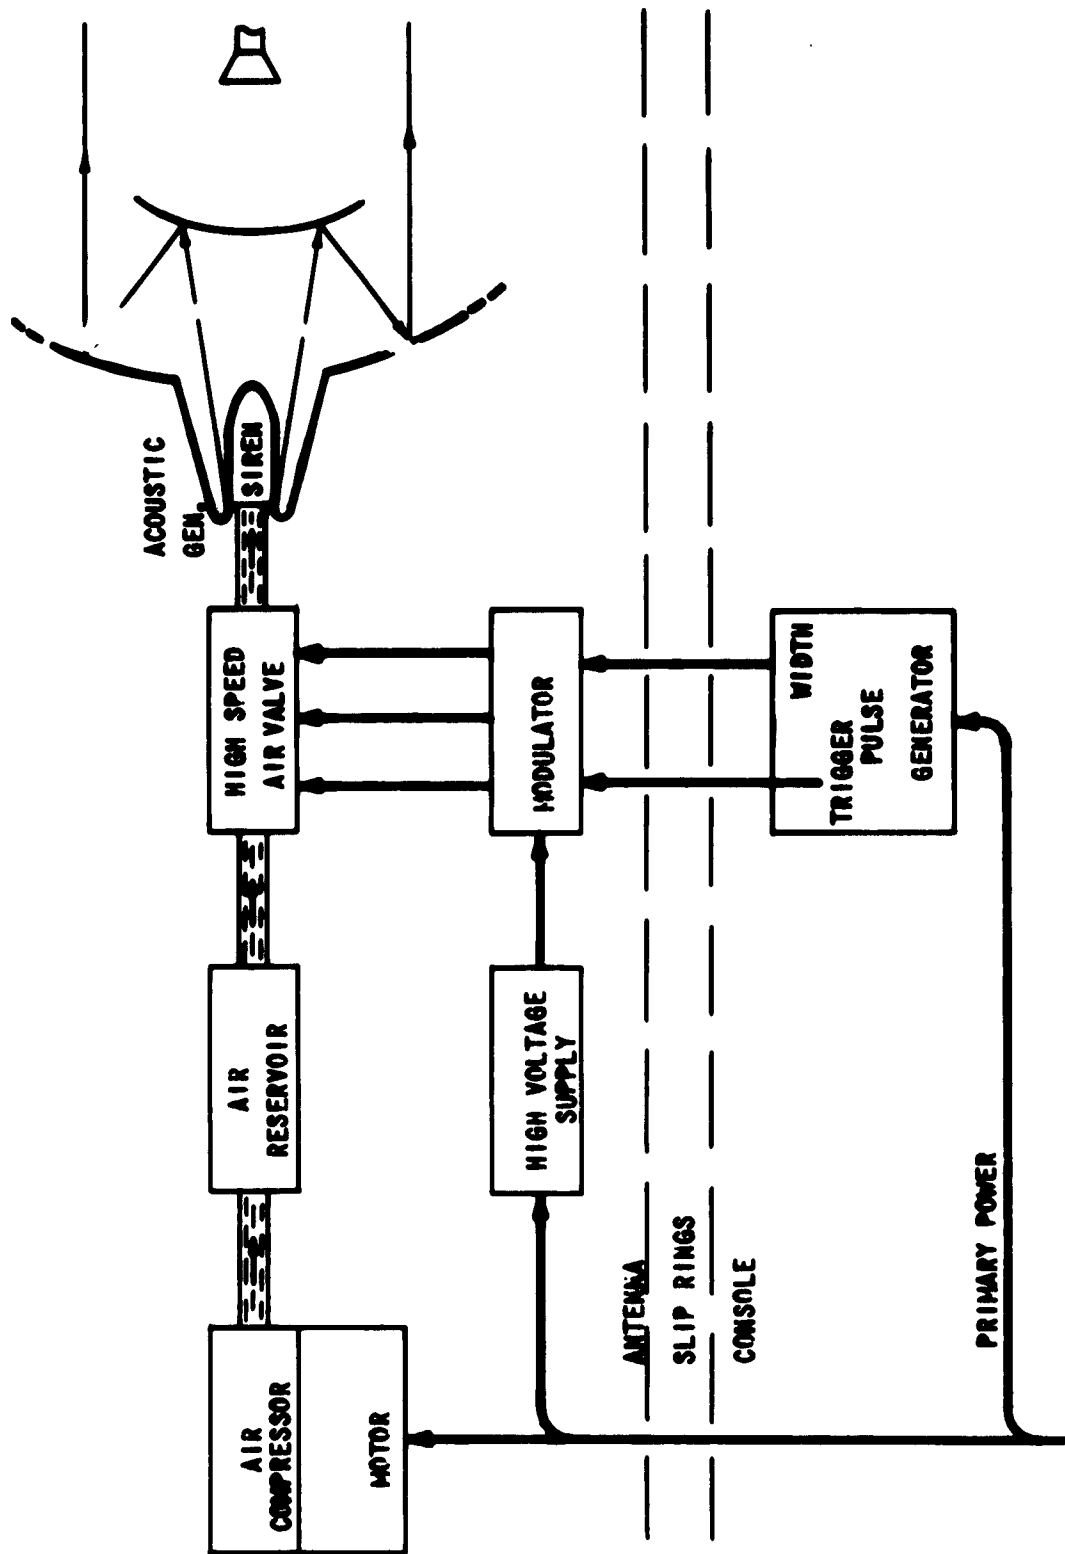 AIR
COMPRESSOR
MOTOR
AIR
RESERVOIR
HIGH SPEED
AIR VALVE
ACOUSTIC
GEN.
SIREN
HIGH VOLTAGE
SUPPLY
MODULATOR
ANTENNA
SLIP RINGS
CONSOLE
TRIGGER
WIDTH
PULSE
GENERATOR
PRIMARY POWER